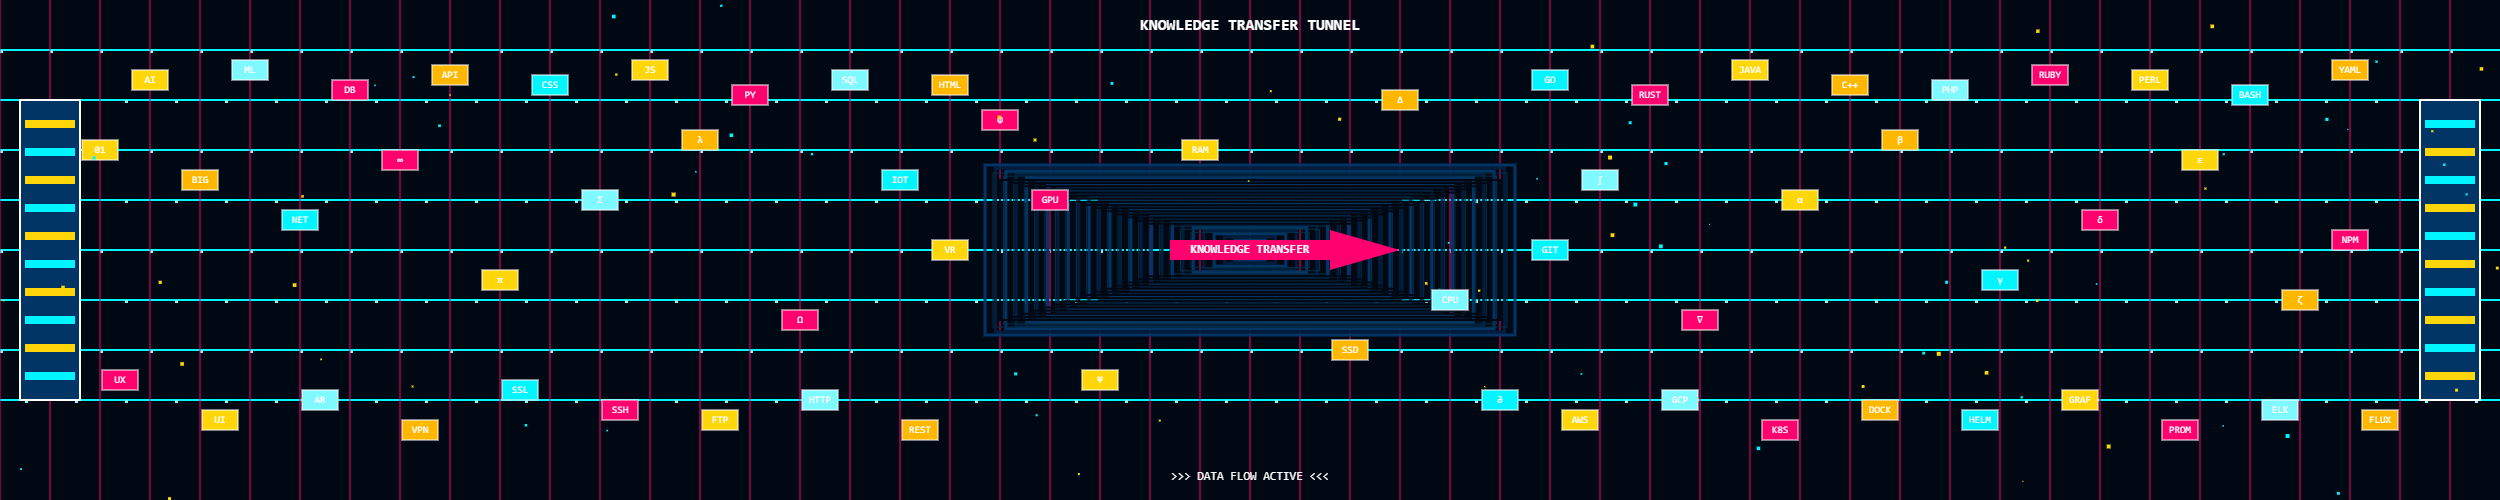 KNOWLEDGE TRANSFER TUNNEL
AI
ML
DB
API
CSS
JS
PY
SQL
HTML
Δ
GO
RUST
JAVA
C++
PHP
RUBY
PERL
BASH
YAML
01
BIG
NET
∞
π
Σ
λ
Ω
IOT
VR
Φ
GPU
RAM
KNOWLEDGE TRANSFER
CPU
SSD
Ψ
GIT
∫
∇
α
β
γ
δ
ε
ζ
NPM
UX
UI
AR
VPN
SSL
SSH
FTP
HTTP
REST
∂
AWS
GCP
K8S
DOCK
HELM
GRAF
PROM
ELK
FLUX
>>> DATA FLOW ACTIVE <<<